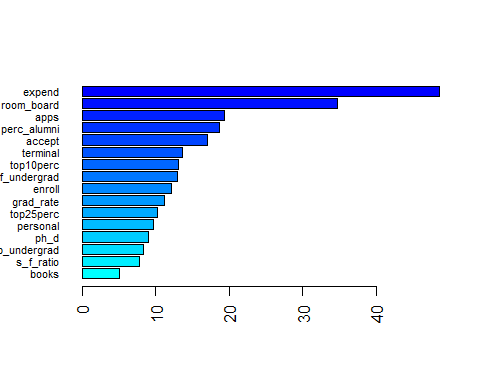 expend
room_board
apps
perc_alumni
accept
terminal
top10perc
f_undergrad
enroll
grad_rate
top25perc
personal
ph_d
p_undergrad
s_f_ratio
books
0 10 20 30 40